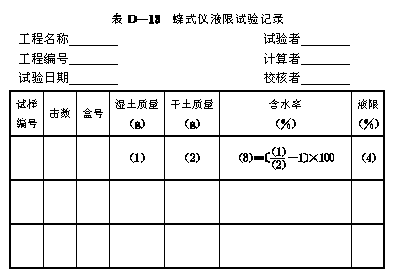 表 D—13 蝶式仪液限试验记录
工程名称________ 试验者________
工程编号________ 计算者________
试验日期________ 校核者________
试样编号 击数 盒号 湿土质量(g) 干土质量(g) 含水率(%) 液限(%)
(1) (2) (3)=[(1)/(2)−1]×100 (4)